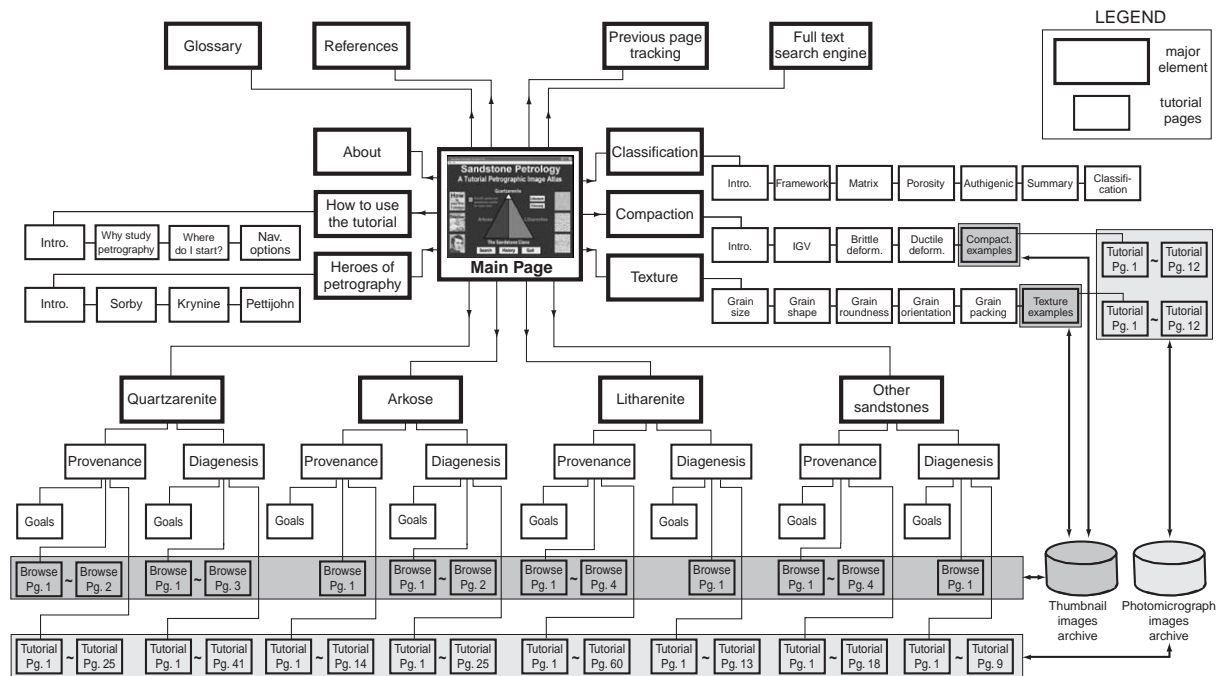 LEGEND
major
element
tutorial
pages
Glossary
References
Previous page
tracking
Full text
search engine
About
How to use
the tutorial
Heroes of
petrography
Sandstone Petrology
A Tutorial Petrographic Image Atlas
Quartzarenite
How
Arkose
Litharenite
The Sandstone Clans
Search
History
Quit
Main Page
Classification
Compaction
Texture
Intro.
Framework
Matrix
Porosity
Authigenic
Summary
Classifi-
cation
Intro.
IGV
Brittle
deform.
Ductile
deform.
Compact.
examples
Tutorial
Pg. 1
~
Tutorial
Pg. 12
Grain
size
Grain
shape
Grain
roundness
Grain
orientation
Grain
packing
Texture
examples
Tutorial
Pg. 1
~
Tutorial
Pg. 12
Intro.
Why study
petrography
Where
do I start?
Nav.
options
Intro.
Sorby
Krynine
Pettijohn
Quartzarenite
Arkose
Litharenite
Other
sandstones
Provenance
Diagenesis
Provenance
Diagenesis
Provenance
Diagenesis
Provenance
Diagenesis
Goals
Goals
Goals
Goals
Goals
Goals
Goals
Goals
Browse
Pg. 1
~
Browse
Pg. 2
Browse
Pg. 1
~
Browse
Pg. 3
Browse
Pg. 1
Browse
Pg. 1
~
Browse
Pg. 2
Browse
Pg. 1
~
Browse
Pg. 4
Browse
Pg. 1
Browse
Pg. 1
~
Browse
Pg. 4
Browse
Pg. 1
Thumbnail
images
archive
Photomicrograph
images
archive
Tutorial
Pg. 1
~
Tutorial
Pg. 25
Tutorial
Pg. 1
~
Tutorial
Pg. 41
Tutorial
Pg. 1
~
Tutorial
Pg. 14
Tutorial
Pg. 1
~
Tutorial
Pg. 25
Tutorial
Pg. 1
~
Tutorial
Pg. 60
Tutorial
Pg. 1
~
Tutorial
Pg. 13
Tutorial
Pg. 1
~
Tutorial
Pg. 18
Tutorial
Pg. 1
~
Tutorial
Pg. 9